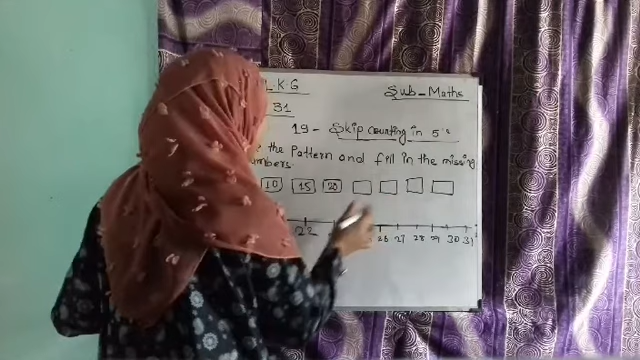 L.K.G
Sub - Maths
31
19 - Skip counting in 5's
the Pattern and fill in the missing
umbers
10 15 20
22 26 27 28 29 30 31